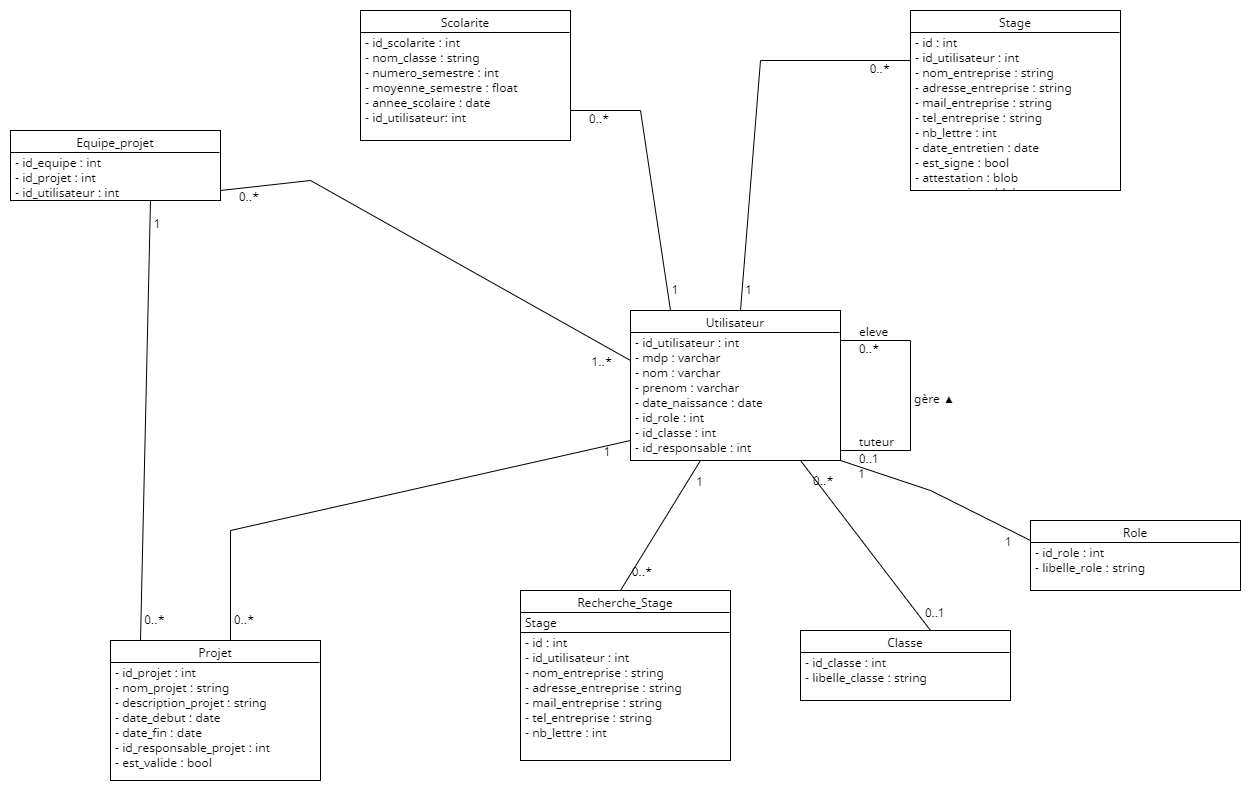 Scolarite
- id_scolarite : int
- nom_classe : string
- numero_semestre : int
- moyenne_semestre : float
- annee_scolaire : date
- id_utilisateur: int
0..*
1
Stage
- id : int
- id_utilisateur : int
- nom_entreprise : string
- adresse_entreprise : string
- mail_entreprise : string
- tel_entreprise : string
- nb_lettre : int
- date_entretien : date
- est_signe : bool
- attestation : blob
0..*
1
Equipe_projet
- id_equipe : int
- id_projet : int
- id_utilisateur : int
0..*
1..*
1
0..*
Utilisateur
- id_utilisateur : int
- mdp : varchar
- nom : varchar
- prenom : varchar
- date_naissance : date
- id_role : int
- id_classe : int
- id_responsable : int
eleve
0..*
gère ▲
tuteur
0..1
1
1
1
0..*
1
0..*
0..*
0..1
Role
- id_role : int
- libelle_role : string
Projet
- id_projet : int
- nom_projet : string
- description_projet : string
- date_debut : date
- date_fin : date
- id_responsable_projet : int
- est_valide : bool
Recherche_Stage
Stage
- id : int
- id_utilisateur : int
- nom_entreprise : string
- adresse_entreprise : string
- mail_entreprise : string
- tel_entreprise : string
- nb_lettre : int
Classe
- id_classe : int
- libelle_classe : string